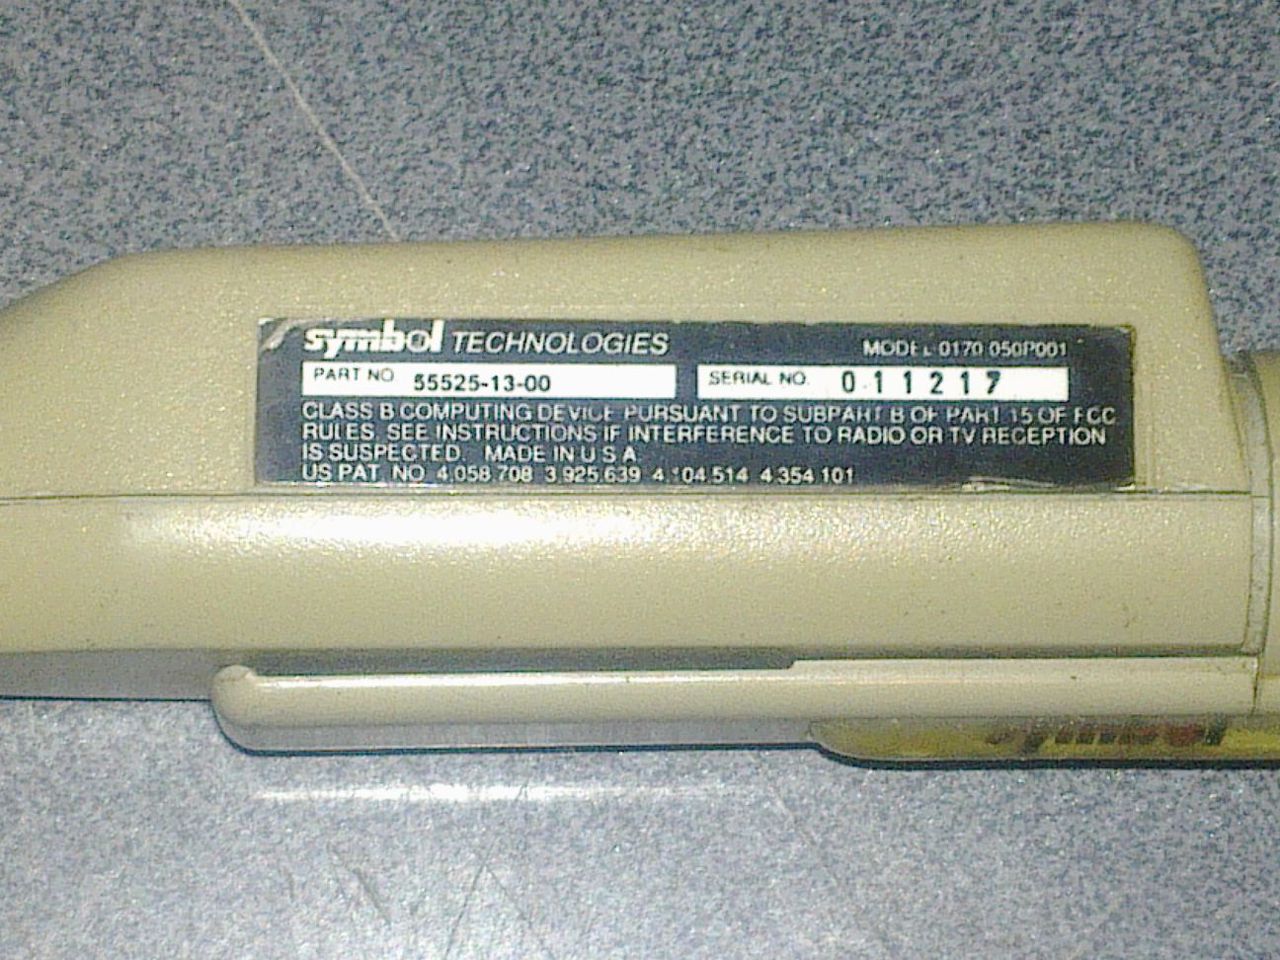 symbol TECHNOLOGIES MODEL 0170 050P001
PART NO. 55525-13-00 SERIAL NO. 011217
CLASS B COMPUTING DEVICE PURSUANT TO SUBPART B OF PART 15 OF FCC
RULES. SEE INSTRUCTIONS IF INTERFERENCE TO RADIO OR TV RECEPTION
IS SUSPECTED. MADE IN U S A
US PAT. NO. 4,058,708 3,925,639 4,104,514 4,354,101
symbol